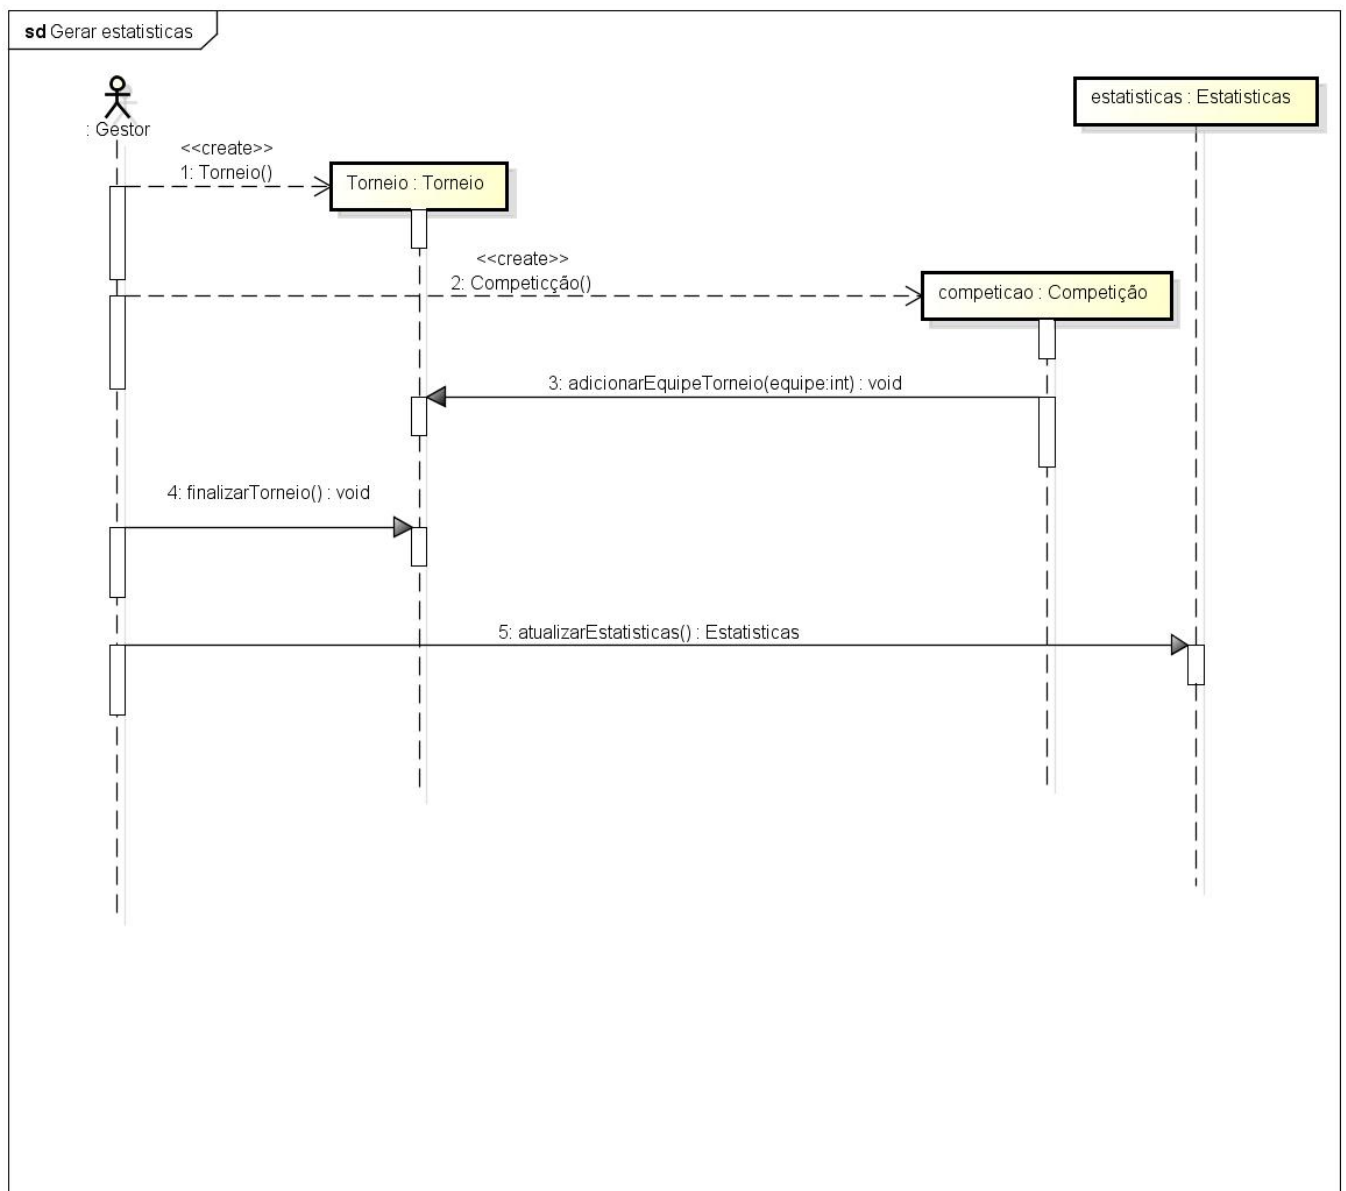 sd Gerar estatisticas
estatisticas : Estatisticas
: Gestor
<<create>>
1: Torneio()
Torneio : Torneio
<<create>>
2: Competicção()
competicao : Competição
3: adicionarEquipeTorneio(equipe:int) : void
4: finalizarTorneio() : void
5: atualizarEstatisticas() : Estatisticas